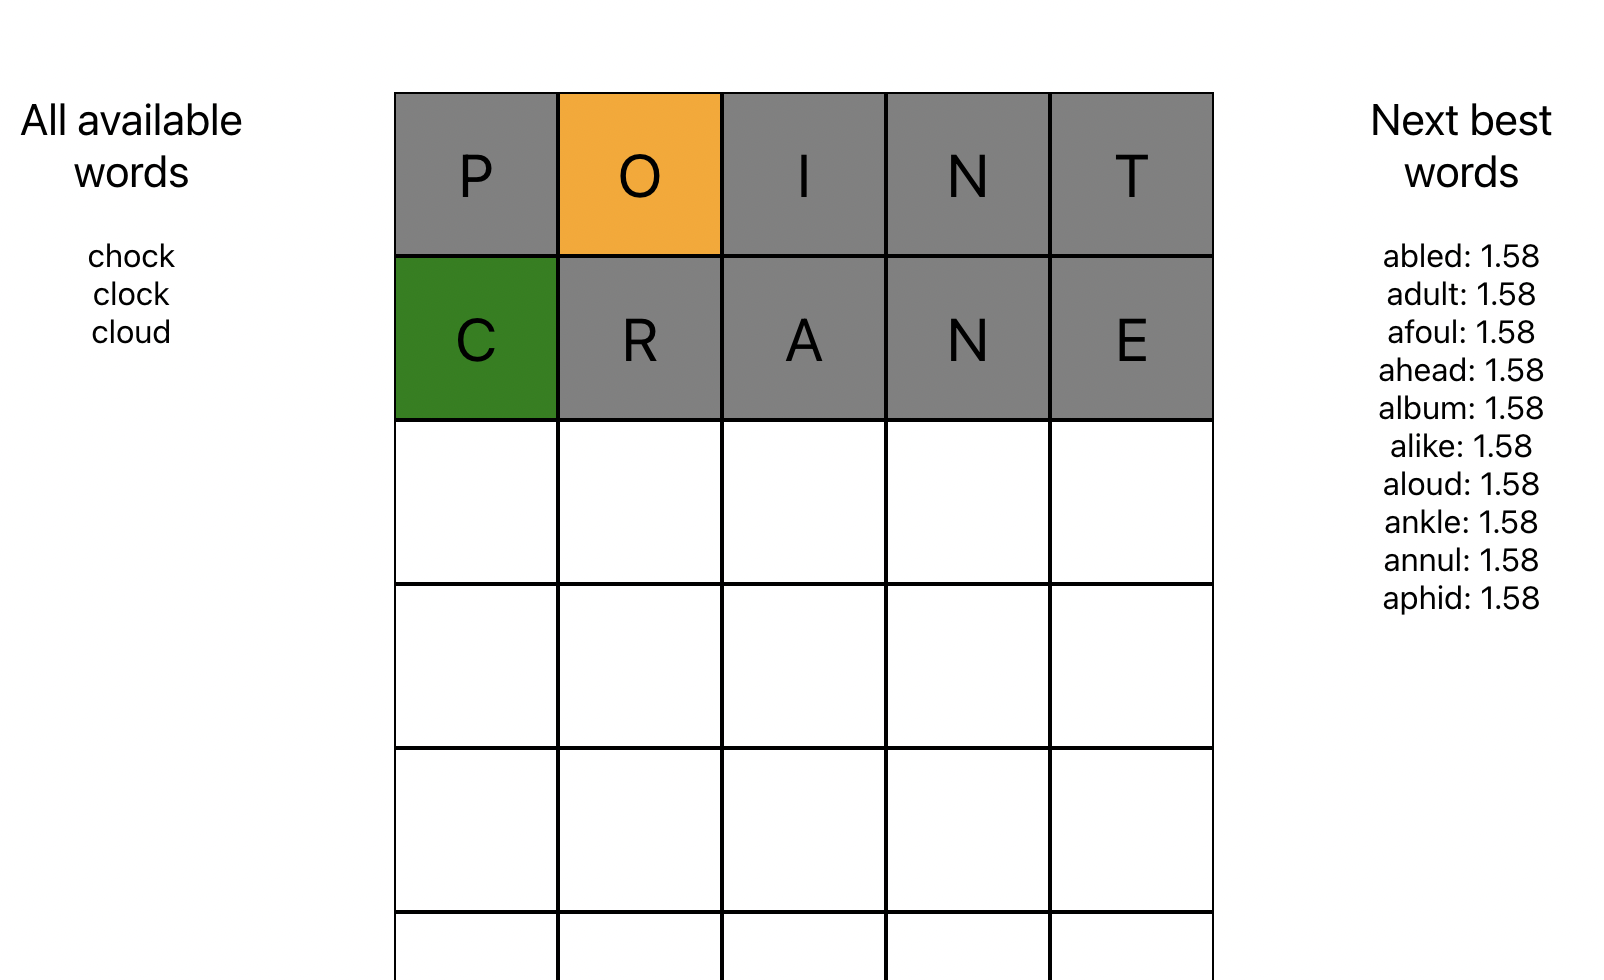 All available
words
chock
clock
cloud
P O I N T
C R A N E
Next best
words
abled: 1.58
adult: 1.58
afoul: 1.58
ahead: 1.58
album: 1.58
alike: 1.58
aloud: 1.58
ankle: 1.58
annul: 1.58
aphid: 1.58